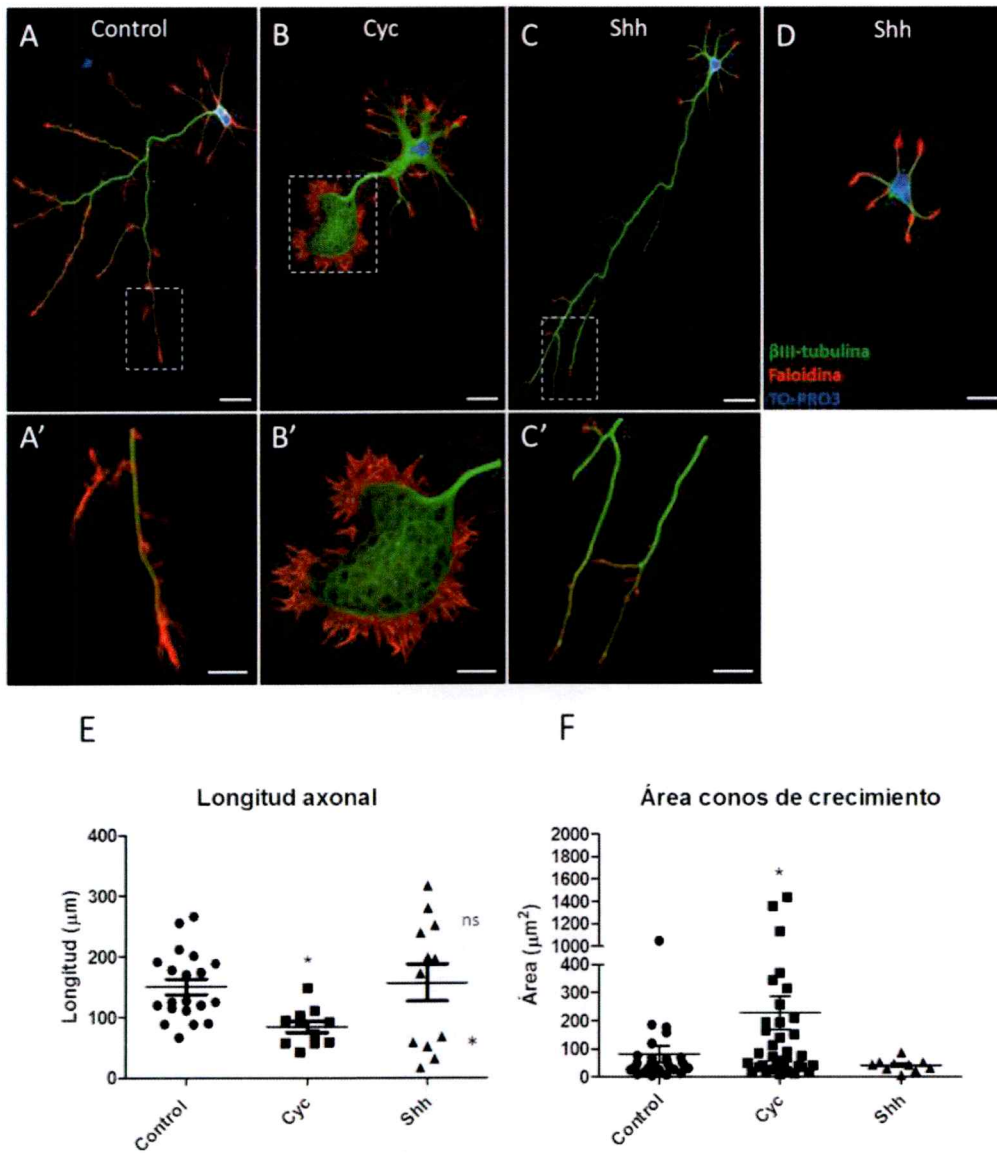 A Control
B Cyc
C Shh
D Shh
βIII-tubulina
Faloidina
TO-PRO3
A'
B'
C'
E
F
Longitud axonal
Área conos de crecimiento
400
300
200
100
0
Longitud (μm)
*
ns
*
Control
Cyc
Shh
2000
1800
1600
1400
1200
1000
400
300
200
100
0
Área (μm²)
*
Control
Cyc
Shh